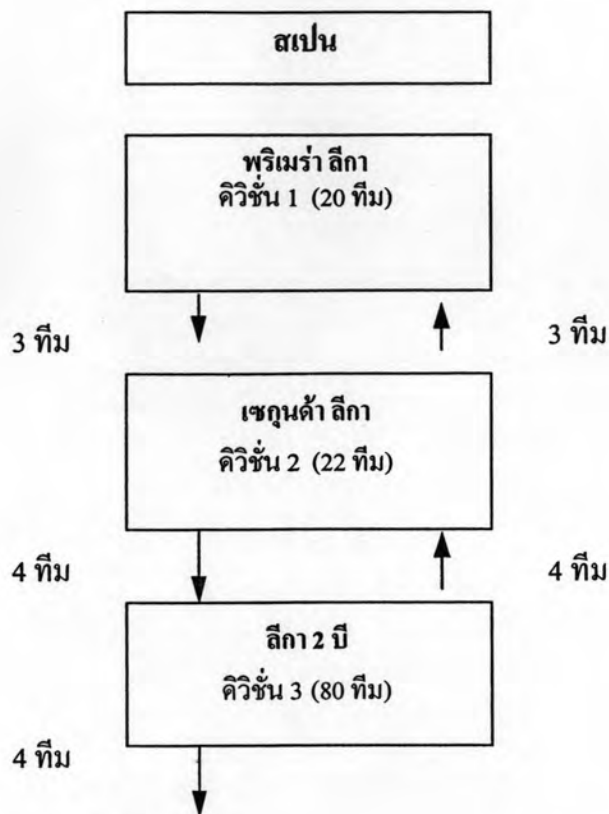 สเปน
พริเมร่า ลีกา
ดิวิชั่น 1 (20 ทีม)
3 ทีม 3 ทีม
เซกุนด้า ลีกา
ดิวิชั่น 2 (22 ทีม)
4 ทีม 4 ทีม
ลีกา 2 บี
ดิวิชั่น 3 (80 ทีม)
4 ทีม